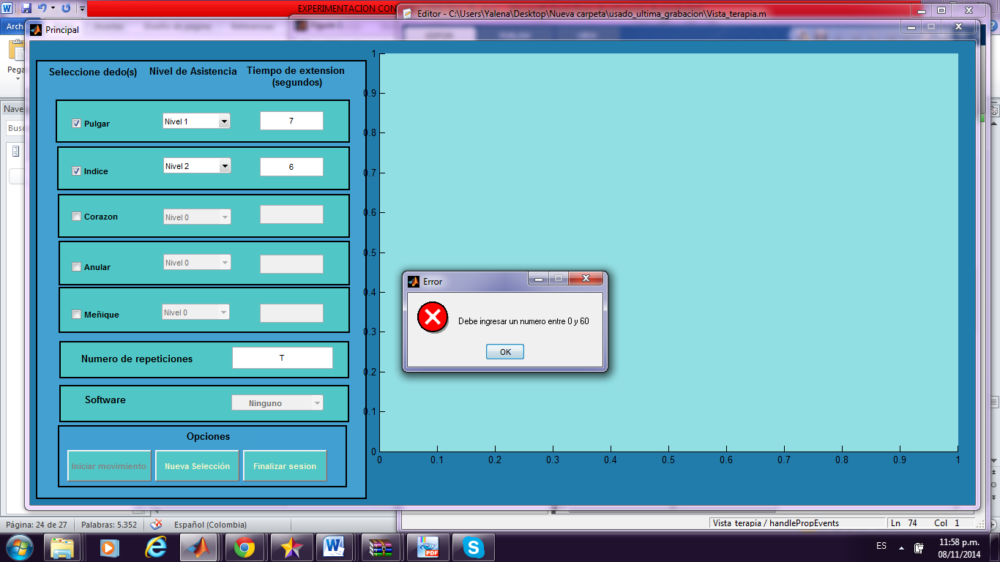 EXPERIMENTACION CON
Editor - C:\Users\Yalena\Desktop\Nueva carpeta\usado_ultima_grabacion\Vista_terapia.m
Arch
Principal
Pega
Nave
Busc
Seleccione dedo(s)
Nivel de Asistencia
Tiempo de extension
(segundos)
Pulgar
Nivel 1
7
Indice
Nivel 2
6
Corazon
Nivel 0
Anular
Nivel 0
Meñique
Nivel 0
Numero de repeticiones
T
Software
Ninguno
Opciones
Iniciar movimiento
Nueva Selección
Finalizar sesion
1
0.9
0.8
0.7
0.6
0.5
0.4
0.3
0.2
0.1
0
0
0.1
0.2
0.3
0.4
0.5
0.6
0.7
0.8
0.9
1
Error
Debe ingresar un numero entre 0 y 60
OK
Página: 24 de 27
Palabras: 5.352
Español (Colombia)
Vista terapia / handlePropEvents
Ln 74 Col 1
PDF
ES
11:58 p.m.
08/11/2014